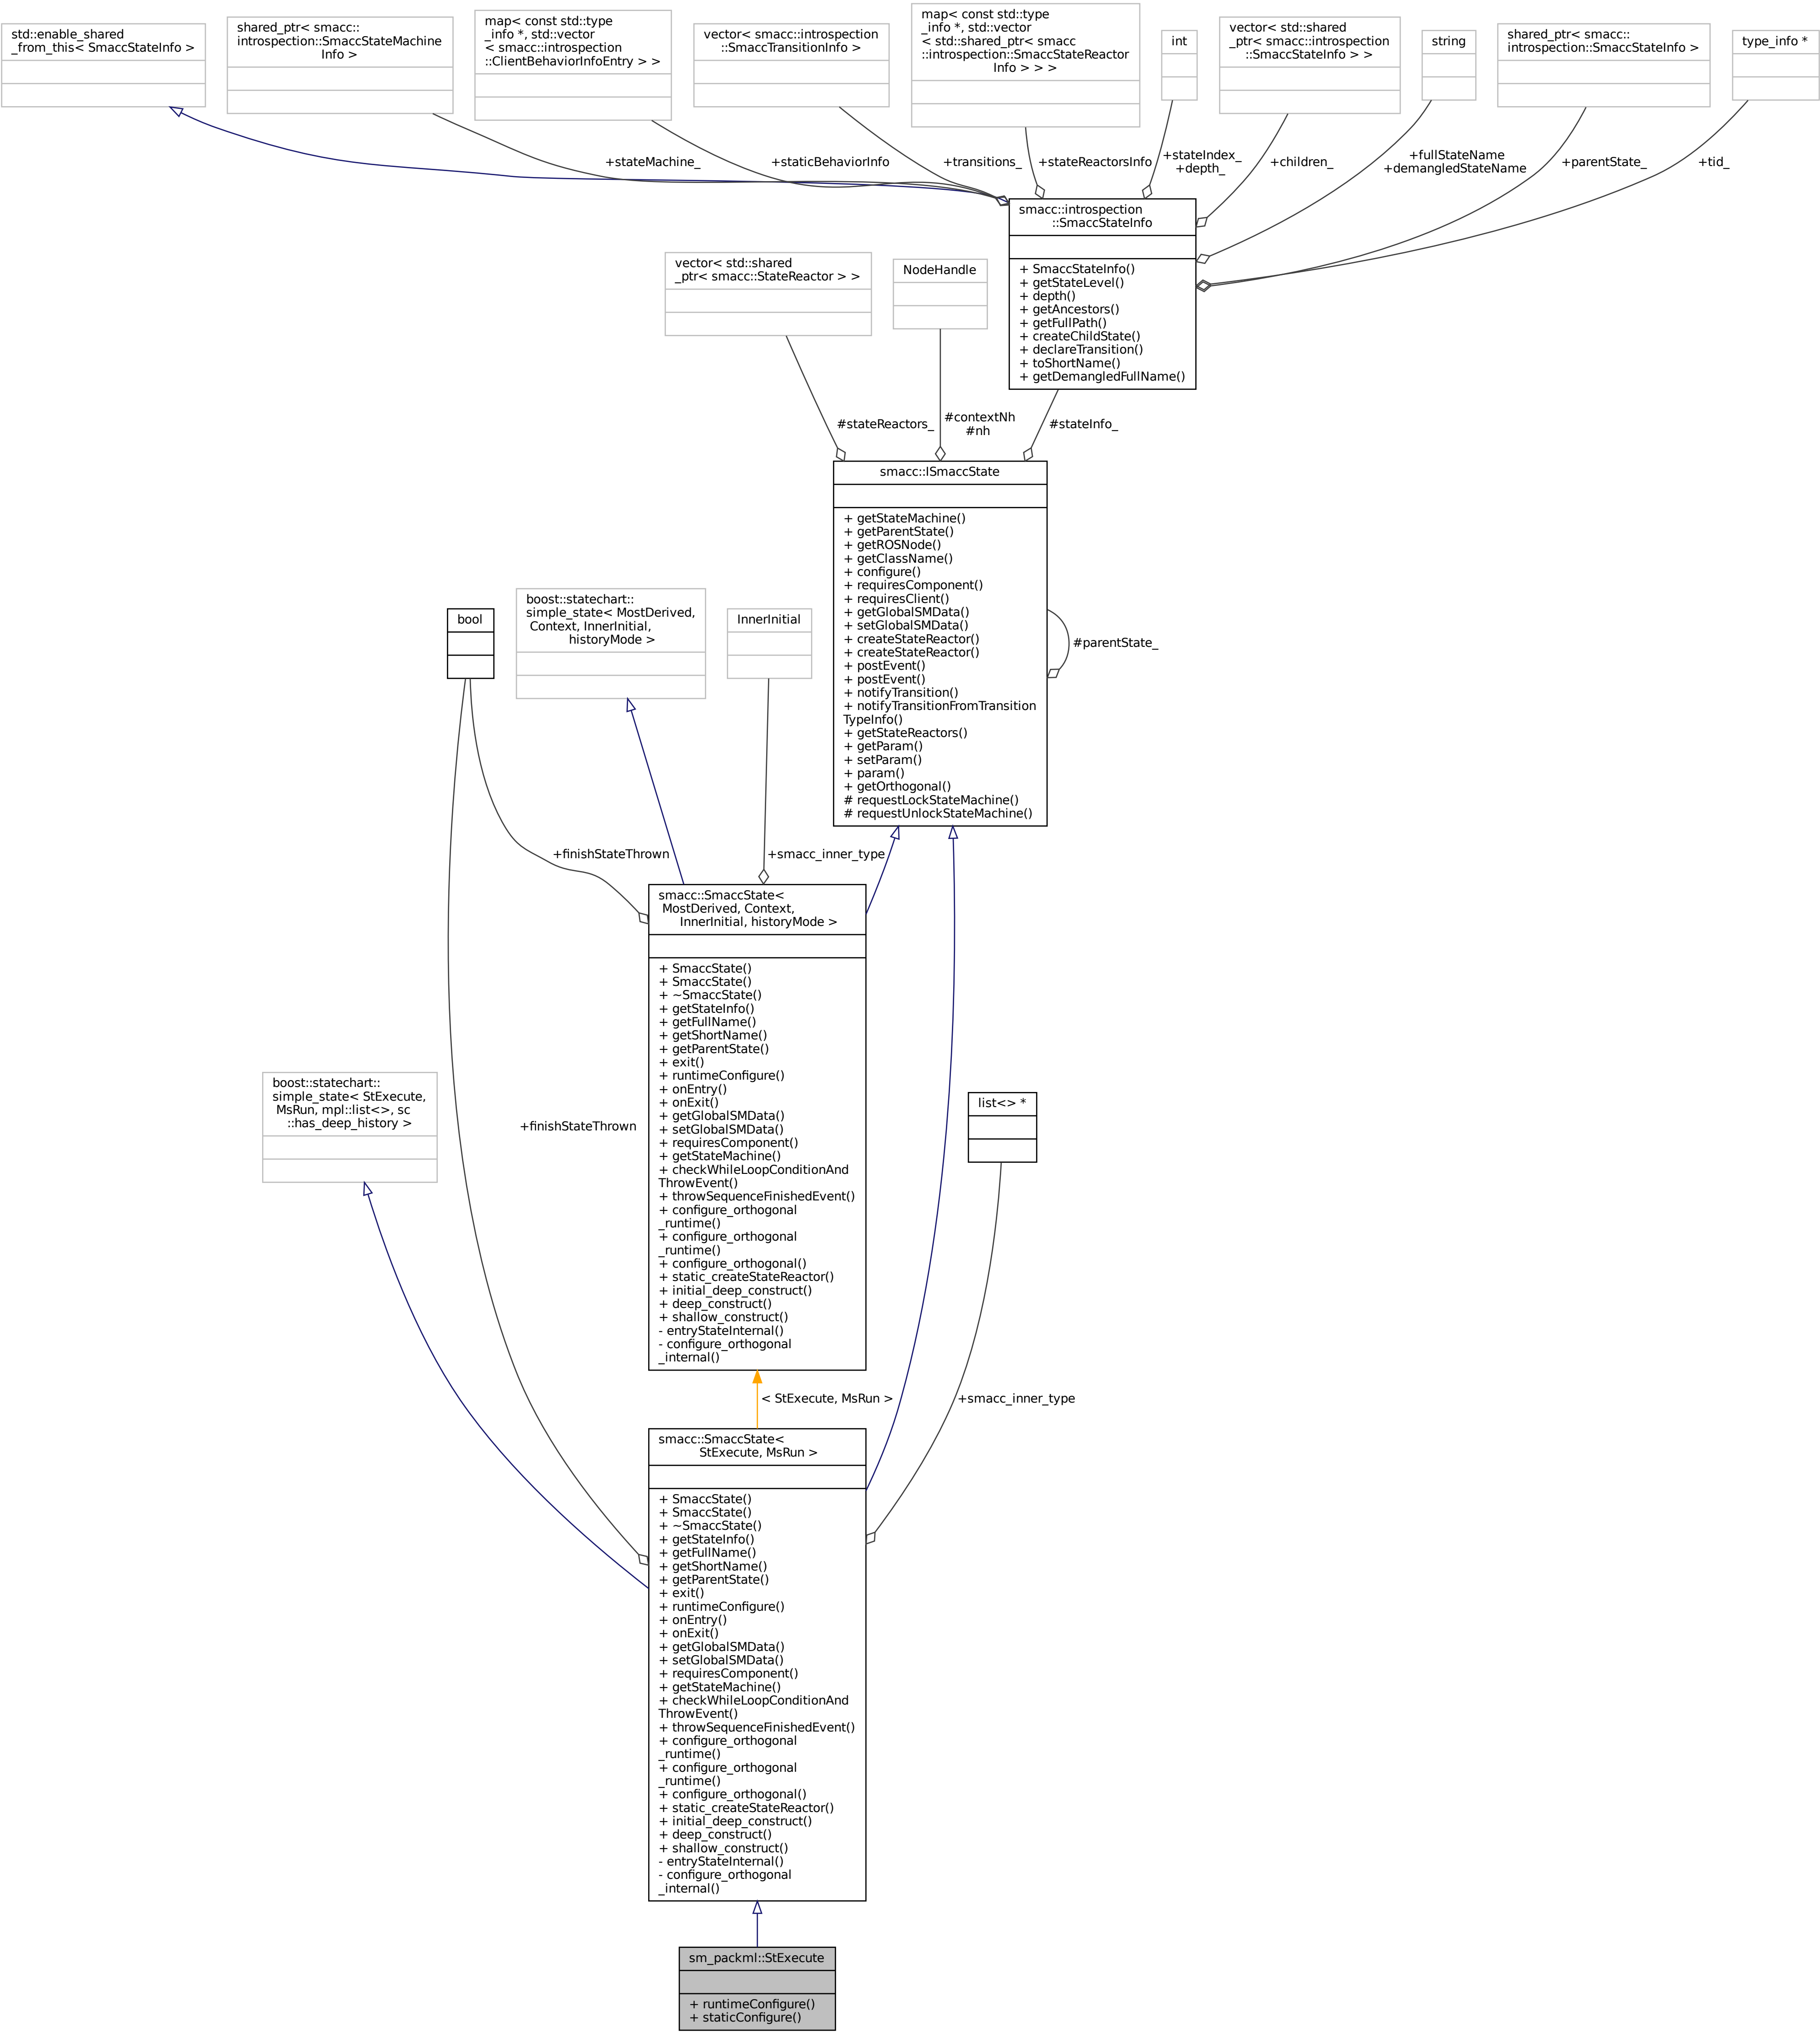 std::enable_shared
_from_this< SmaccStateInfo >
shared_ptr< smacc::
introspection::SmaccStateMachine
Info >
map< const std::type
_info *, std::vector
< smacc::introspection
::ClientBehaviorInfoEntry > >
vector< smacc::introspection
::SmaccTransitionInfo >
map< const std::type
_info *, std::vector
< std::shared_ptr< smacc
::introspection::SmaccStateReactor
Info > > >
int
vector< std::shared
_ptr< smacc::introspection
::SmaccStateInfo > >
string
shared_ptr< smacc::
introspection::SmaccStateInfo >
type_info *
+stateMachine_
+staticBehaviorInfo
+transitions_
+stateReactorsInfo
+stateIndex_
+depth_
+children_
+fullStateName
+demangledStateName
+parentState_
+tid_
smacc::introspection
::SmaccStateInfo
+ SmaccStateInfo()
+ getStateLevel()
+ depth()
+ getAncestors()
+ getFullPath()
+ createChildState()
+ declareTransition()
+ toShortName()
+ getDemangledFullName()
vector< std::shared
_ptr< smacc::StateReactor > >
NodeHandle
#stateReactors_
#contextNh
#nh
#stateInfo_
smacc::ISmaccState
+ getStateMachine()
+ getParentState()
+ getROSNode()
+ getClassName()
+ configure()
+ requiresComponent()
+ requiresClient()
+ getGlobalSMData()
+ setGlobalSMData()
+ createStateReactor()
+ createStateReactor()
+ postEvent()
+ postEvent()
+ notifyTransition()
+ notifyTransitionFromTransition
TypeInfo()
+ getStateReactors()
+ getParam()
+ setParam()
+ param()
+ getOrthogonal()
# requestLockStateMachine()
# requestUnlockStateMachine()
#parentState_
bool
boost::statechart::
simple_state< MostDerived,
Context, InnerInitial,
historyMode >
InnerInitial
+finishStateThrown
+smacc_inner_type
smacc::SmaccState<
MostDerived, Context,
InnerInitial, historyMode >
+ SmaccState()
+ SmaccState()
+ ~SmaccState()
+ getStateInfo()
+ getFullName()
+ getShortName()
+ getParentState()
+ exit()
+ runtimeConfigure()
+ onEntry()
+ onExit()
+ getGlobalSMData()
+ setGlobalSMData()
+ requiresComponent()
+ getStateMachine()
+ checkWhileLoopConditionAnd
ThrowEvent()
+ throwSequenceFinishedEvent()
+ configure_orthogonal
_runtime()
+ configure_orthogonal
_runtime()
+ configure_orthogonal()
+ static_createStateReactor()
+ initial_deep_construct()
+ deep_construct()
+ shallow_construct()
- entryStateInternal()
- configure_orthogonal
_internal()
boost::statechart::
simple_state< StExecute,
MsRun, mpl::list<>, sc
::has_deep_history >
+finishStateThrown
list<> *
< StExecute, MsRun >
+smacc_inner_type
smacc::SmaccState<
StExecute, MsRun >
+ SmaccState()
+ SmaccState()
+ ~SmaccState()
+ getStateInfo()
+ getFullName()
+ getShortName()
+ getParentState()
+ exit()
+ runtimeConfigure()
+ onEntry()
+ onExit()
+ getGlobalSMData()
+ setGlobalSMData()
+ requiresComponent()
+ getStateMachine()
+ checkWhileLoopConditionAnd
ThrowEvent()
+ throwSequenceFinishedEvent()
+ configure_orthogonal
_runtime()
+ configure_orthogonal
_runtime()
+ configure_orthogonal()
+ static_createStateReactor()
+ initial_deep_construct()
+ deep_construct()
+ shallow_construct()
- entryStateInternal()
- configure_orthogonal
_internal()
sm_packml::StExecute
+ runtimeConfigure()
+ staticConfigure()